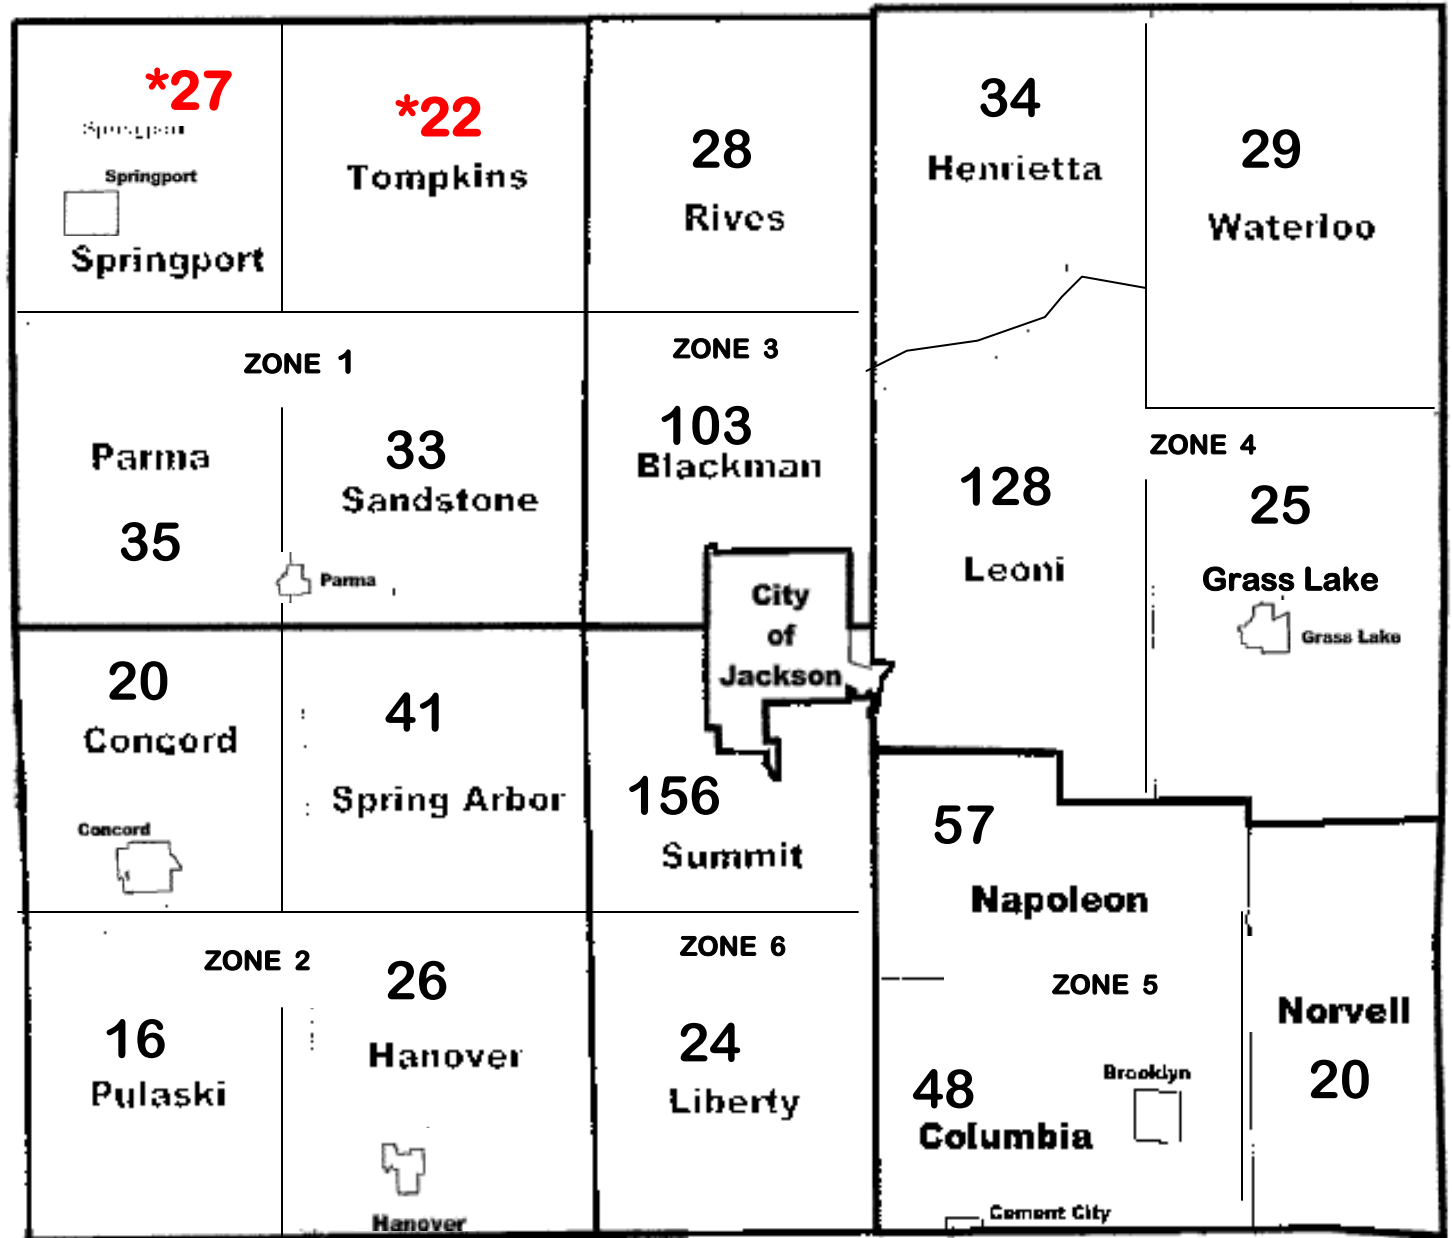 *27
Springport
Springport
Springport
*22
Tompkins
28
Rives
34
Henrietta
29
Waterloo
ZONE 1
Parma
35
33
Sandstone
Parma
ZONE 3
103
Blackman
128
Leoni
ZONE 4
25
Grass Lake
Grass Lake
City
of
Jackson
20
Concord
Concord
41
Spring Arbor
156
Summit
57
Napoleon
ZONE 2
16
Pulaski
26
Hanover
Hanover
ZONE 6
24
Liberty
ZONE 5
48
Columbia
Brooklyn
Cement City
Norvell
20